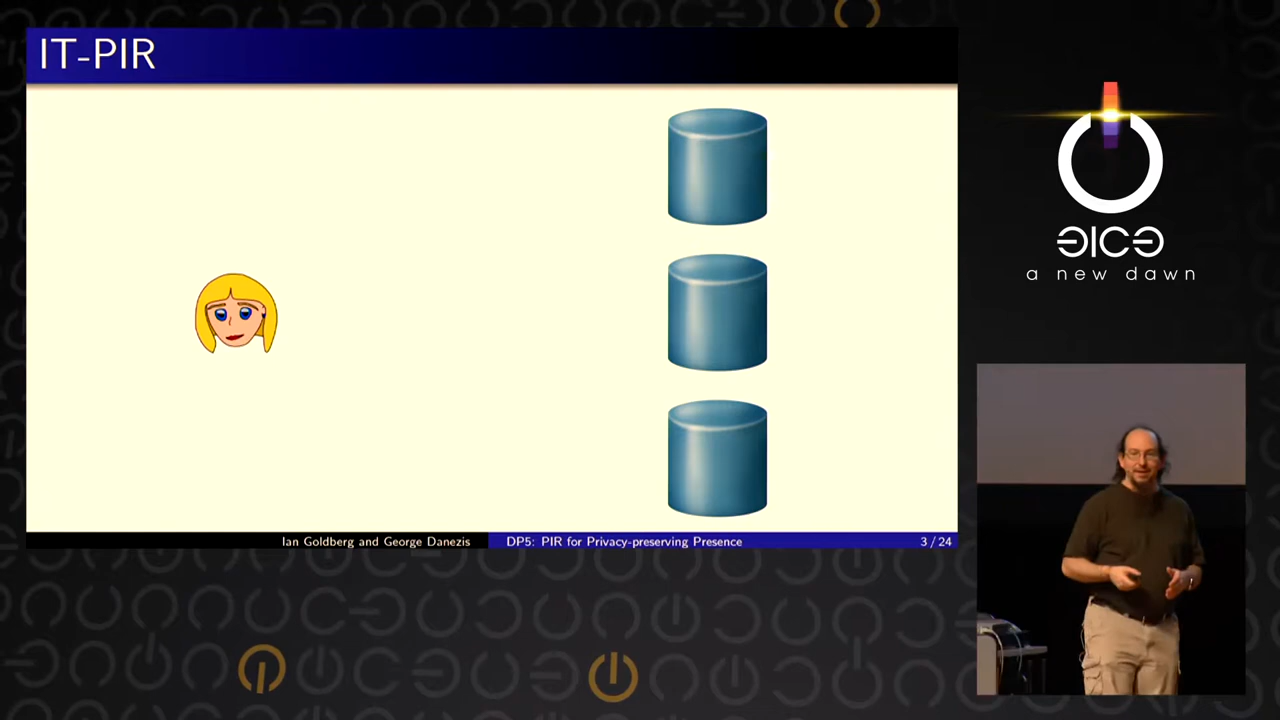 IT-PIR
Ian Goldberg and George Danezis
DP5: PIR for Privacy-preserving Presence
3 / 24
a new dawn